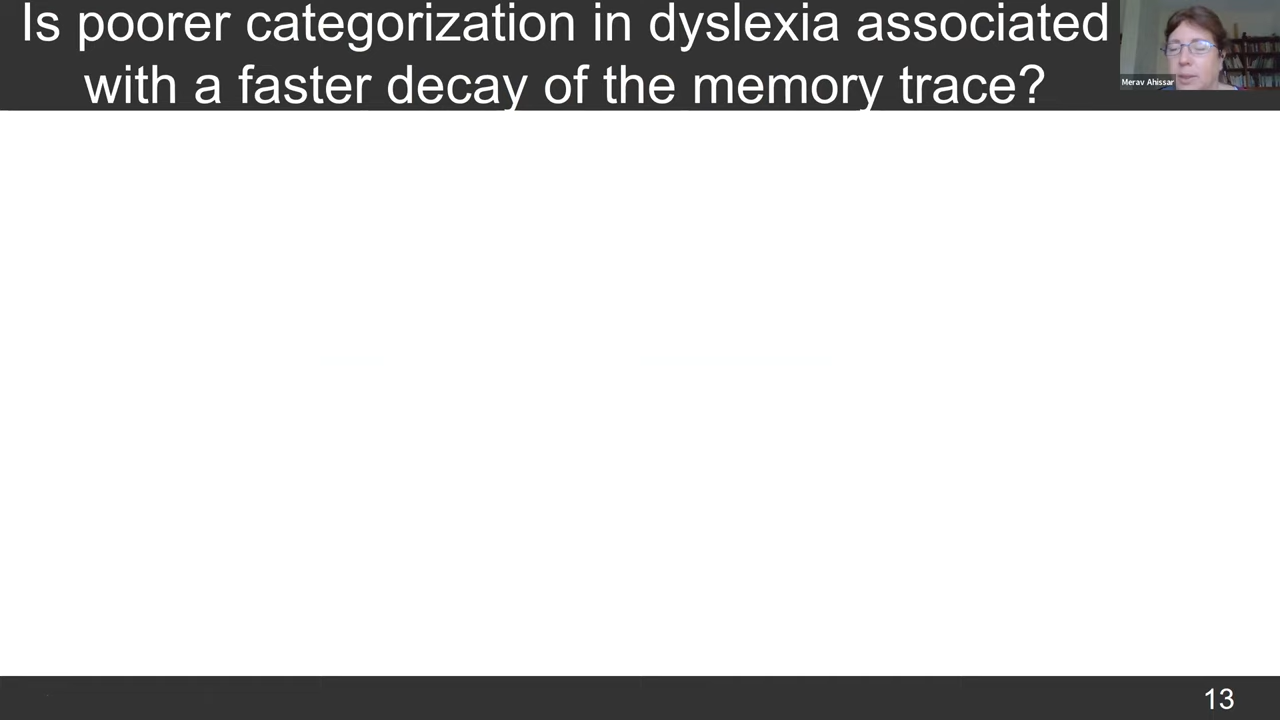 Is poorer categorization in dyslexia associated
with a faster decay of the memory trace?
Merav Ahissar
13